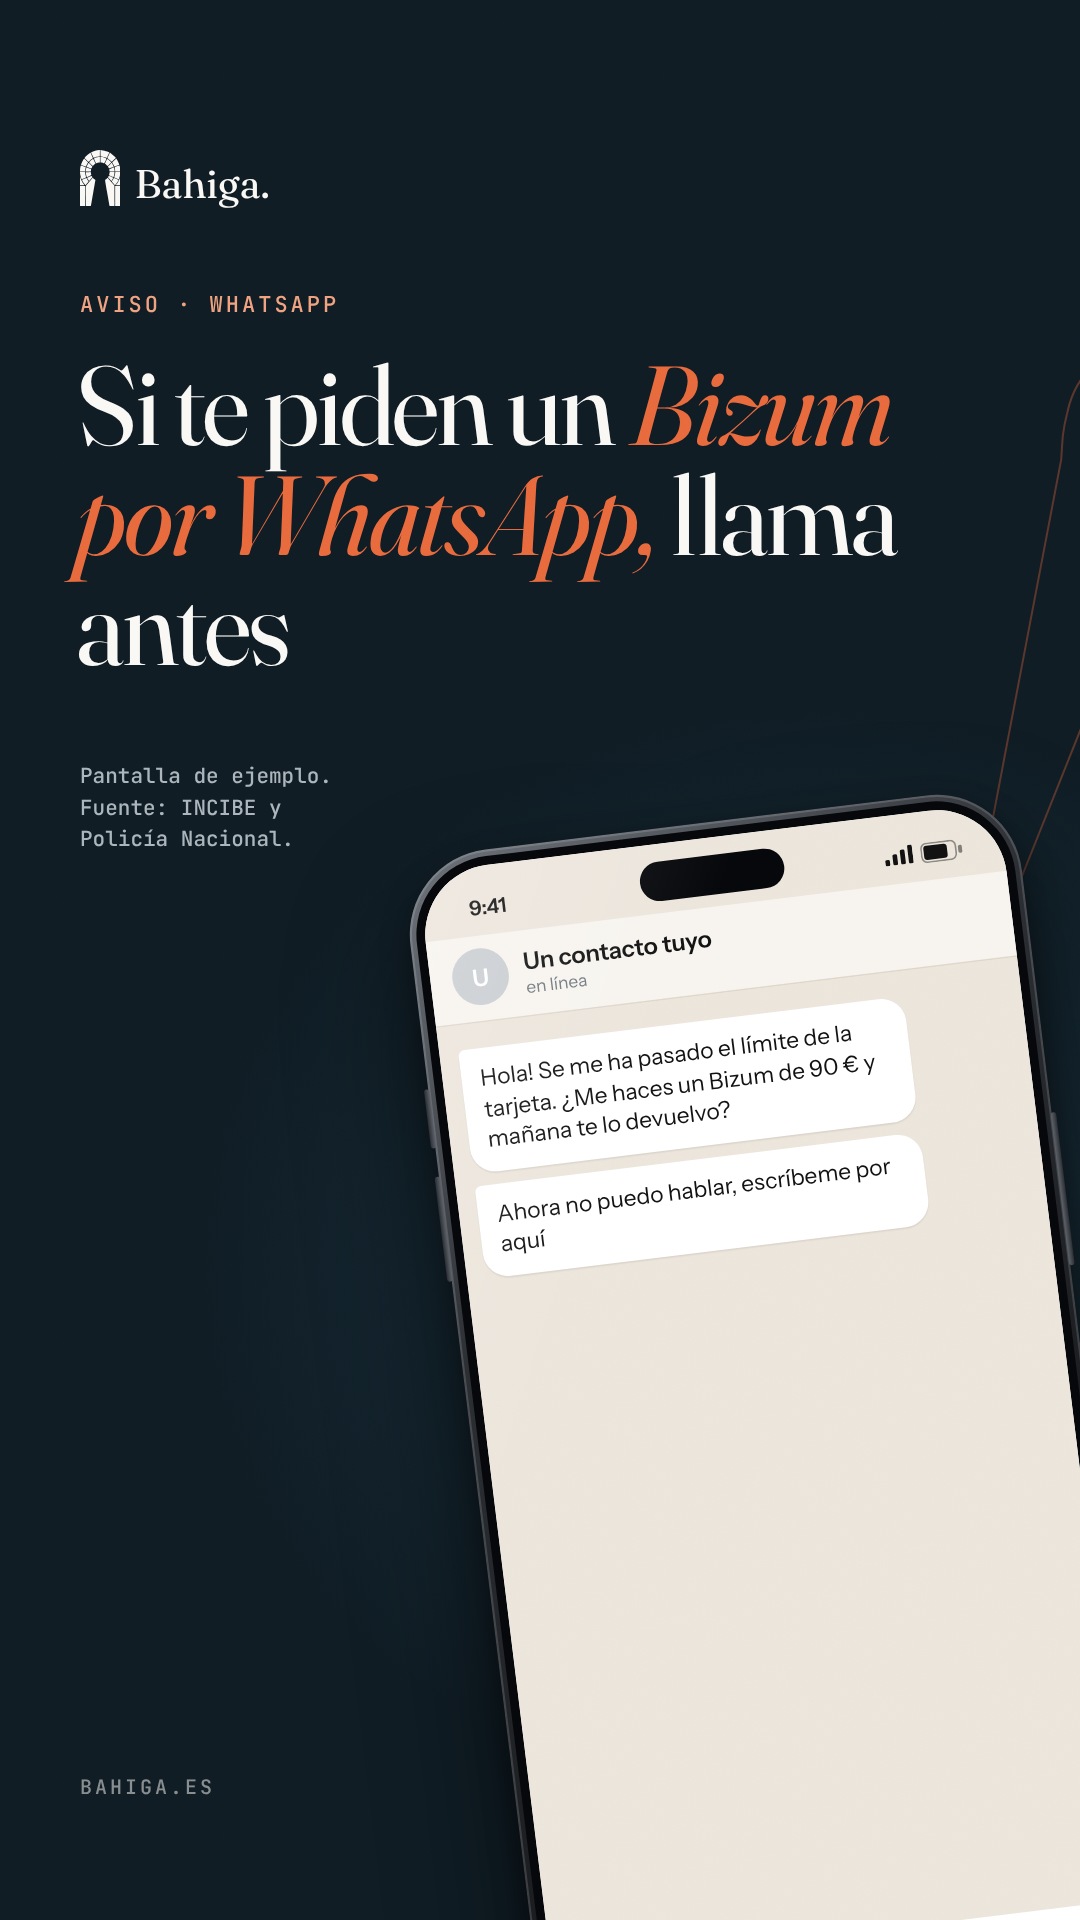 Bahiga.
AVISO · WHATSAPP
Si te piden un Bizum
por WhatsApp, llama
antes
Pantalla de ejemplo.
Fuente: INCIBE y
Policía Nacional.
9:41
U
Un contacto tuyo
en línea
Hola! Se me ha pasado el límite de la
tarjeta. ¿Me haces un Bizum de 90 € y
mañana te lo devuelvo?
Ahora no puedo hablar, escríbeme por
aquí
BAHIGA.ES